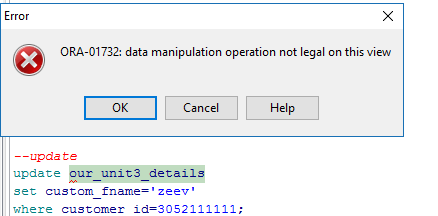 Error
ORA-01732: data manipulation operation not legal on this view
OK
Cancel
Help
--update
update our_unit3_details
set custom_fname='zeev'
where customer_id=3052111111;